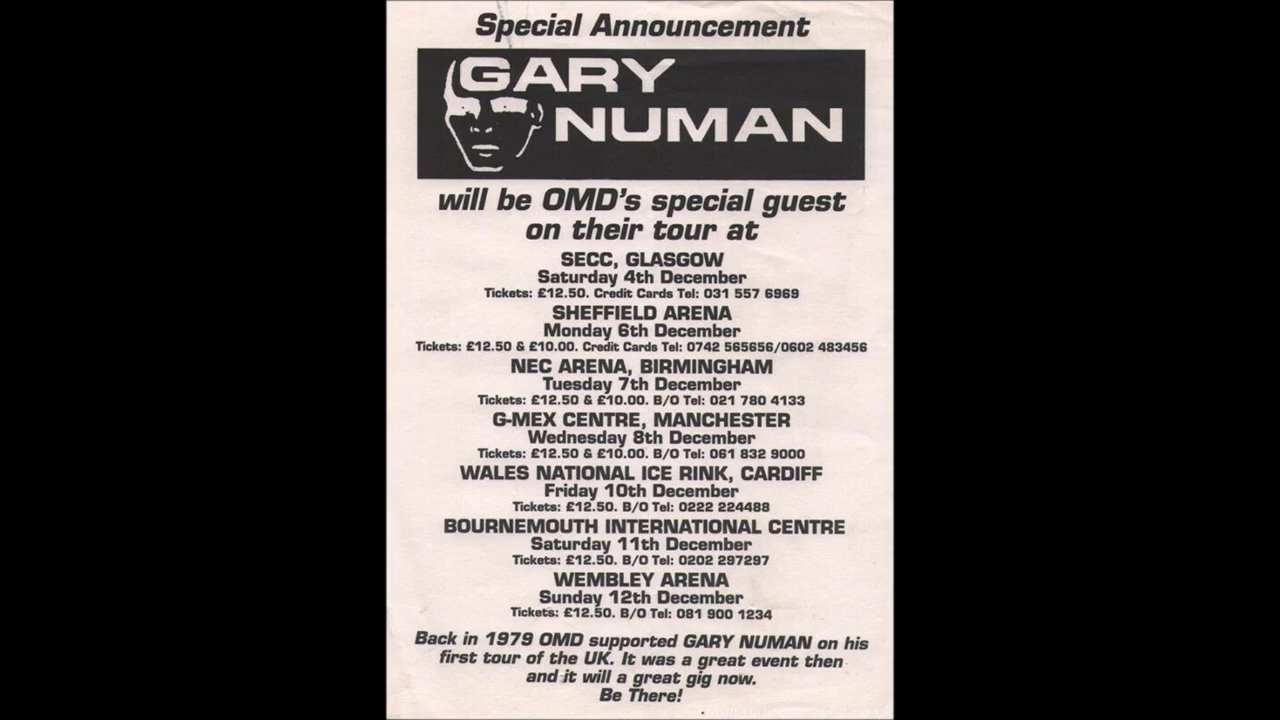 Special Announcement
GARY
NUMAN
will be OMD's special guest
on their tour at
SECC, GLASGOW
Saturday 4th December
Tickets: £12.50. Credit Cards Tel: 031 557 6969
SHEFFIELD ARENA
Monday 6th December
Tickets: £12.50 & £10.00. Credit Cards Tel: 0742 565656/0602 483456
NEC ARENA, BIRMINGHAM
Tuesday 7th December
Tickets: £12.50 & £10.00. B/O Tel: 021 780 4133
G-MEX CENTRE, MANCHESTER
Wednesday 8th December
Tickets: £12.50 & £10.00. B/O Tel: 061 832 9000
WALES NATIONAL ICE RINK, CARDIFF
Friday 10th December
Tickets: £12.50. B/O Tel: 0222 224488
BOURNEMOUTH INTERNATIONAL CENTRE
Saturday 11th December
Tickets: £12.50. B/O Tel: 0202 297297
WEMBLEY ARENA
Sunday 12th December
Tickets: £12.50. B/O Tel: 081 900 1234
Back in 1979 OMD supported GARY NUMAN on his
first tour of the UK. It was a great event then
and it will a great gig now.
Be There!